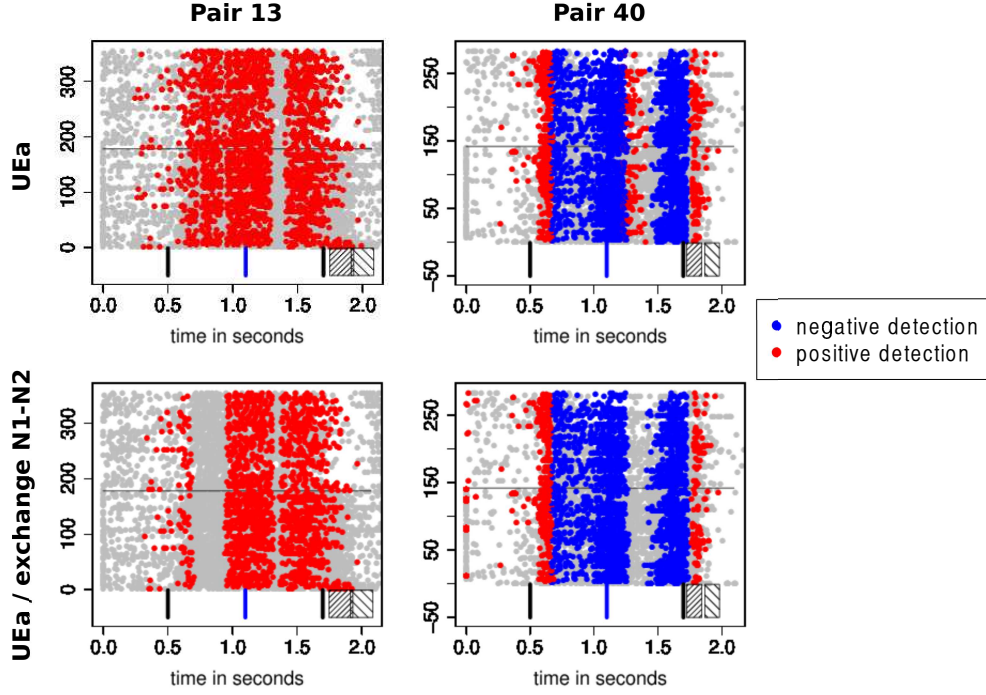 Pair 13
Pair 40
UEa
0 100 200 300
0.0 0.5 1.0 1.5 2.0
time in seconds
−50 50 150 250
0.0 0.5 1.0 1.5 2.0
time in seconds
negative detection
positive detection
UEa / exchange N1-N2
0 100 200 300
0.0 0.5 1.0 1.5 2.0
time in seconds
−50 50 150 250
0.0 0.5 1.0 1.5 2.0
time in seconds